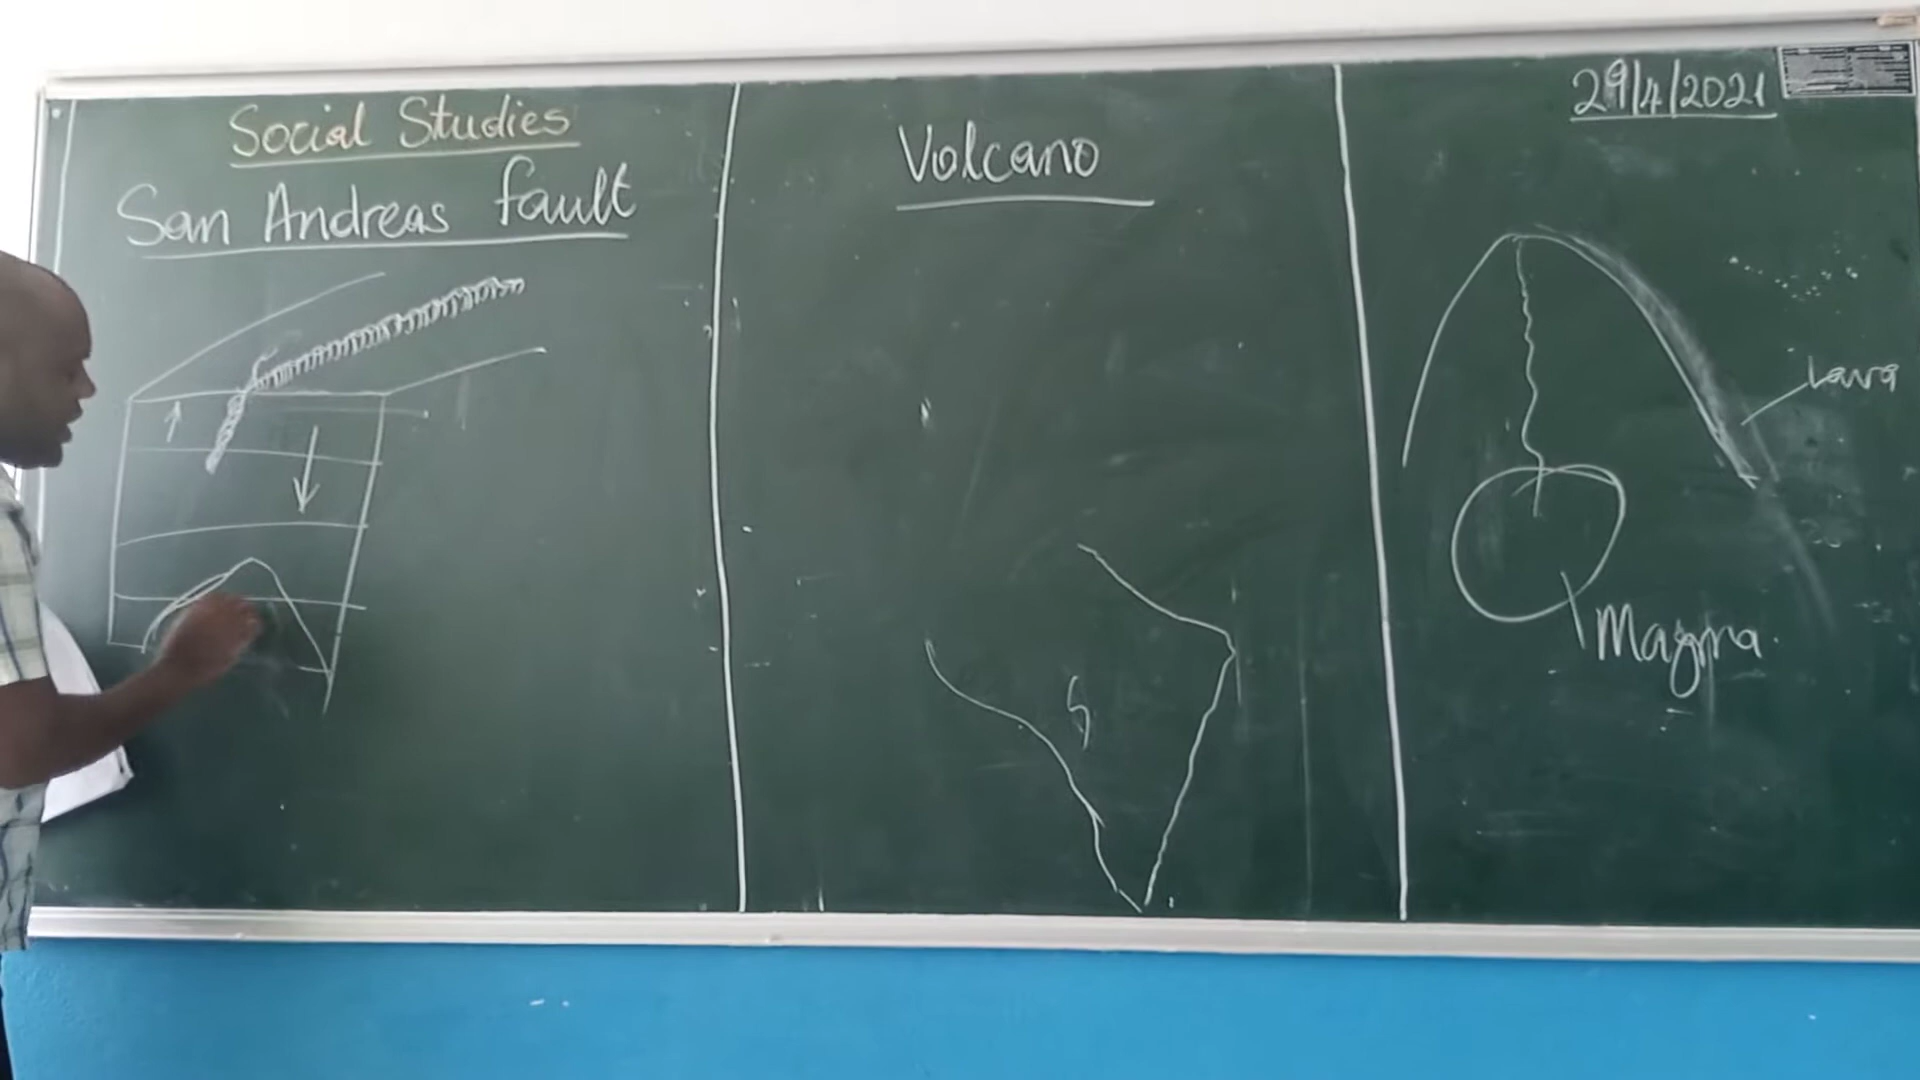 Social Studies
San Andreas fault
Volcano
29/4/2021
Lava
Magma